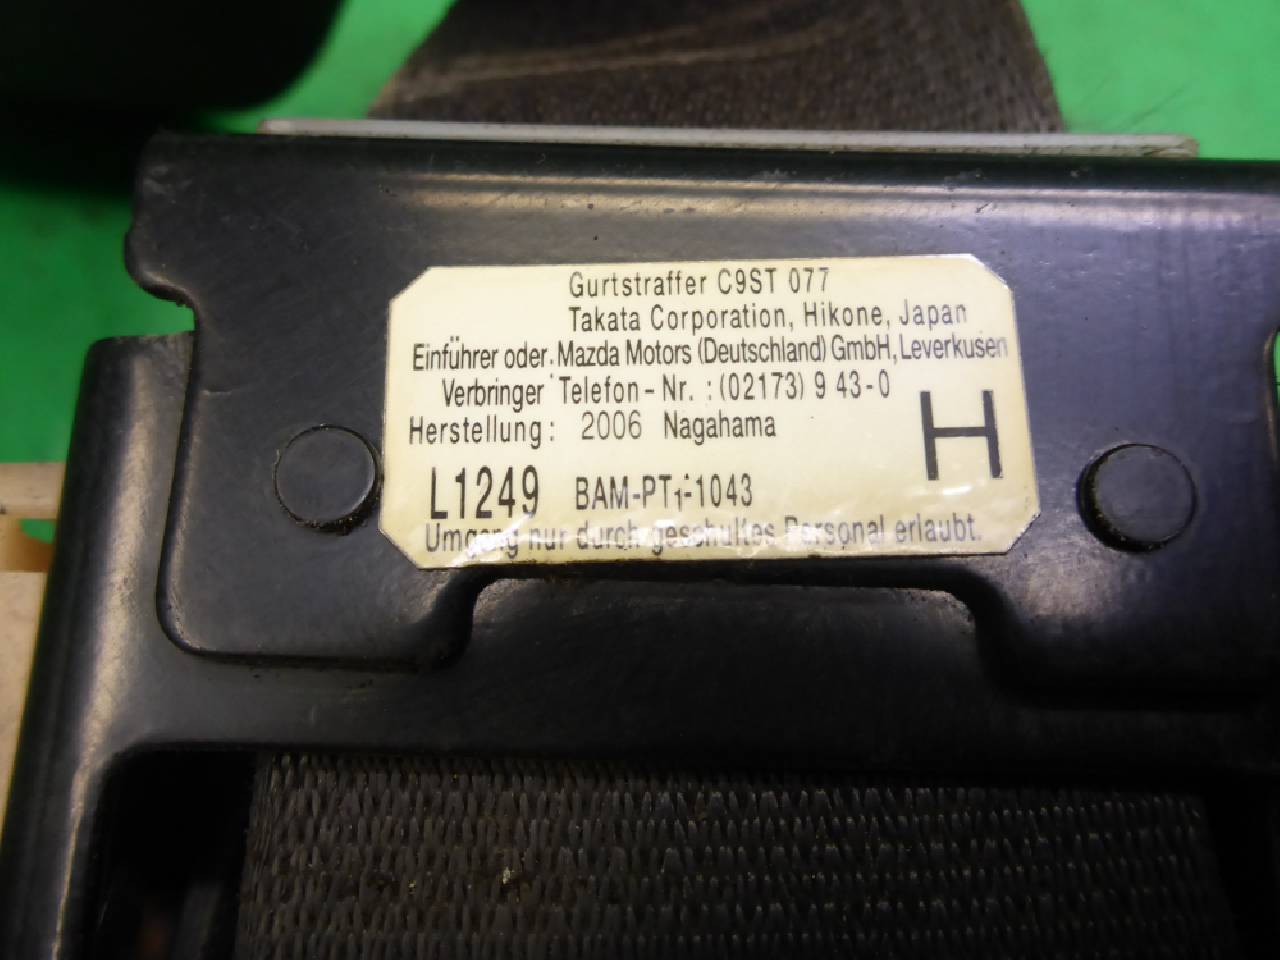 Gurtstraffer C9ST 077
Takata Corporation, Hikone, Japan
Einführer oder. Mazda Motors (Deutschland) GmbH, Leverkusen
Verbringer Telefon-Nr. : (02173) 9 43-0
Herstellung: 2006 Nagahama
H
L1249 BAM-PT1-1043
Umgang nur durch geschultes Personal erlaubt.